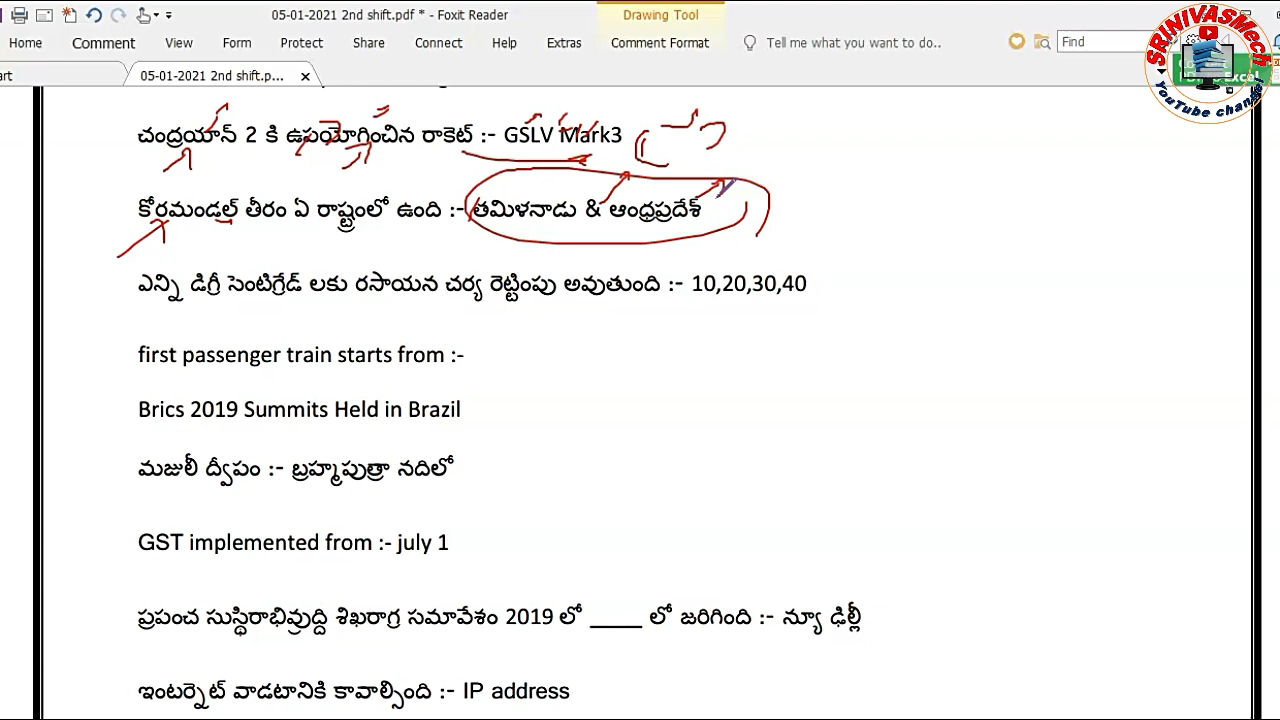 05-01-2021 2nd shift.pdf * - Foxit Reader
Drawing Tool
Home Comment View Form Protect Share Connect Help Extras Comment Format Tell me what you want to do.. Find
art 05-01-2021 2nd shift.p... ×
SRINIVASMech
YouTube channel
చంద్రయాన్ 2 కి ఉపయోగించిన రాకెట్ :- GSLV Mark3
కోరమండల్ తీరం ఏ రాష్ట్రంలో ఉంది :- తమిళనాడు & ఆంధ్రప్రదేశ్
ఎన్ని డిగ్రీ సెంటిగ్రేడ్ లకు రసాయన చర్య రెట్టింపు అవుతుంది :- 10,20,30,40
first passenger train starts from :-
Brics 2019 Summits Held in Brazil
మజులీ ద్వీపం :- బ్రహ్మపుత్రా నదిలో
GST implemented from :- july 1
ప్రపంచ సుస్థిరాభివ్రుద్ది శిఖరాగ్ర సమావేశం 2019 లో _____ లో జరిగింది :- న్యూ ఢిల్లీ
ఇంటర్నెట్ వాడటానికి కావాల్సింది :- IP address